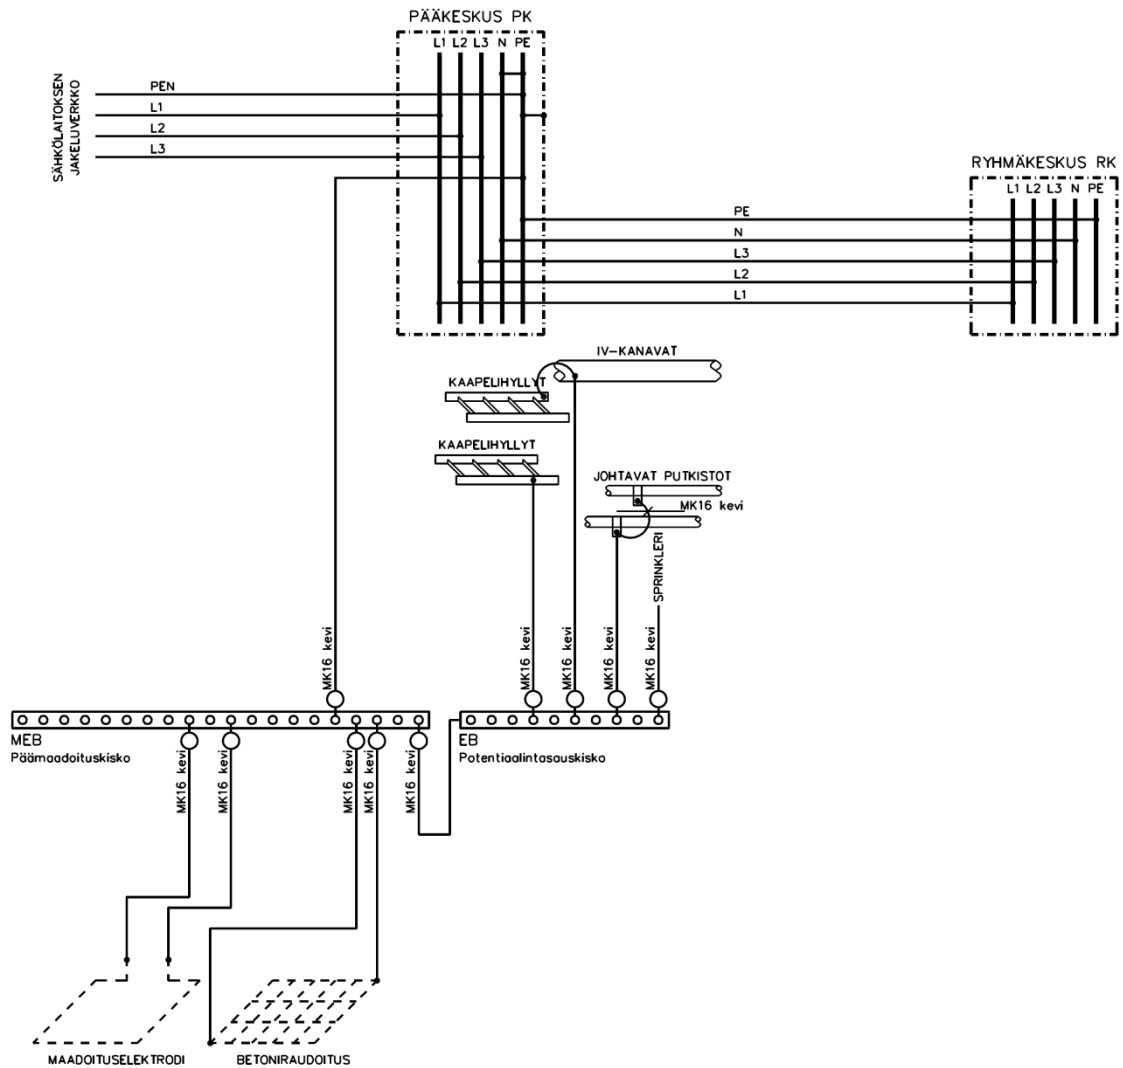 PÄÄKESKUS PK
L1 L2 L3 N PE
SÄHKÖLAITOKSEN
JAKELUVERKKO
PEN
L1
L2
L3
RYHMÄKESKUS RK
L1 L2 L3 N PE
PE
N
L3
L2
L1
IV-KANAVAT
KAAPELIHYLLYT
KAAPELIHYLLYT
JOHTAVAT PUTKISTOT
MK16 kevi
SPRINKLERI
MK16 kevi
MK16 kevi
MK16 kevi
MK16 kevi
MK16 kevi
MEB
Päämaadoituskisko
EB
Potentiaalintasauskisko
MK16 kevi
MK16 kevi
MK16 kevi
MK16 kevi
MK16 kevi
MAADOITUSELEKTRODI
BETONIRAUDOITUS